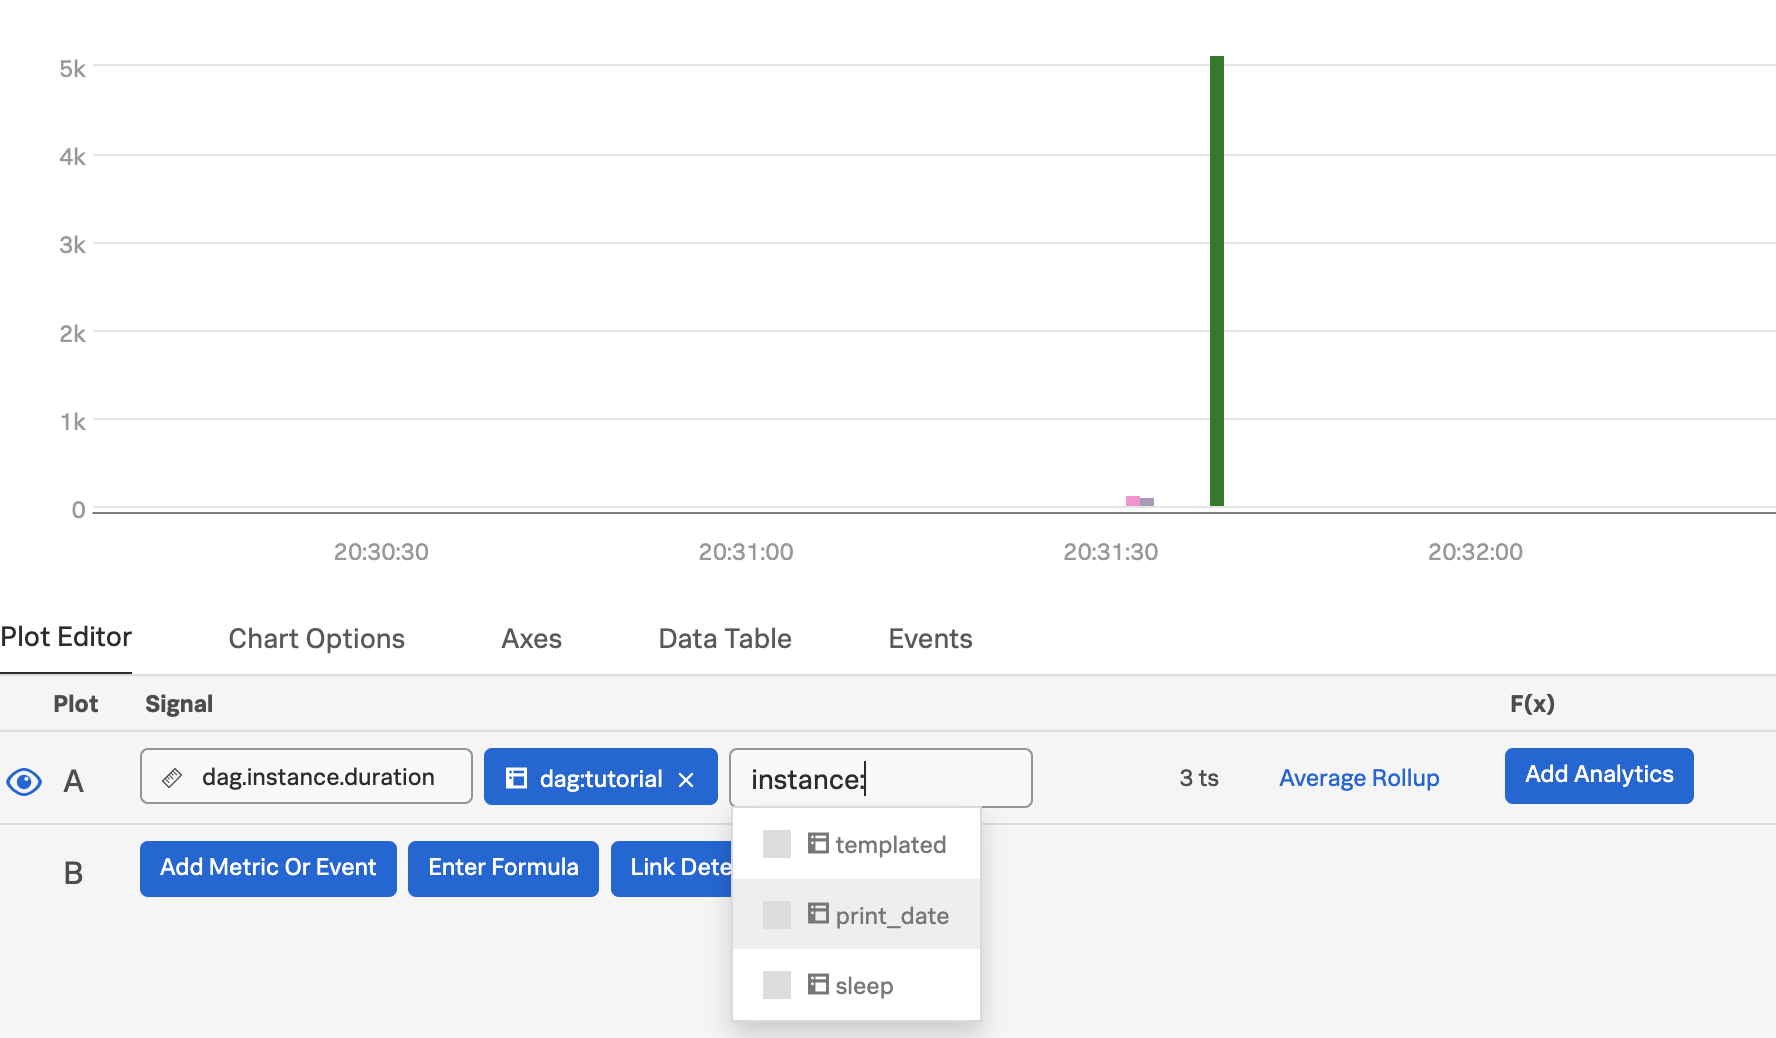 5k
4k
3k
2k
1k
0
20:30:30 20:31:00 20:31:30 20:32:00
Plot Editor Chart Options Axes Data Table Events
Plot Signal F(x)
A dag.instance.duration dag:tutorial × instance: 3 ts Average Rollup Add Analytics
B Add Metric Or Event Enter Formula Link Dete
templated
print_date
sleep